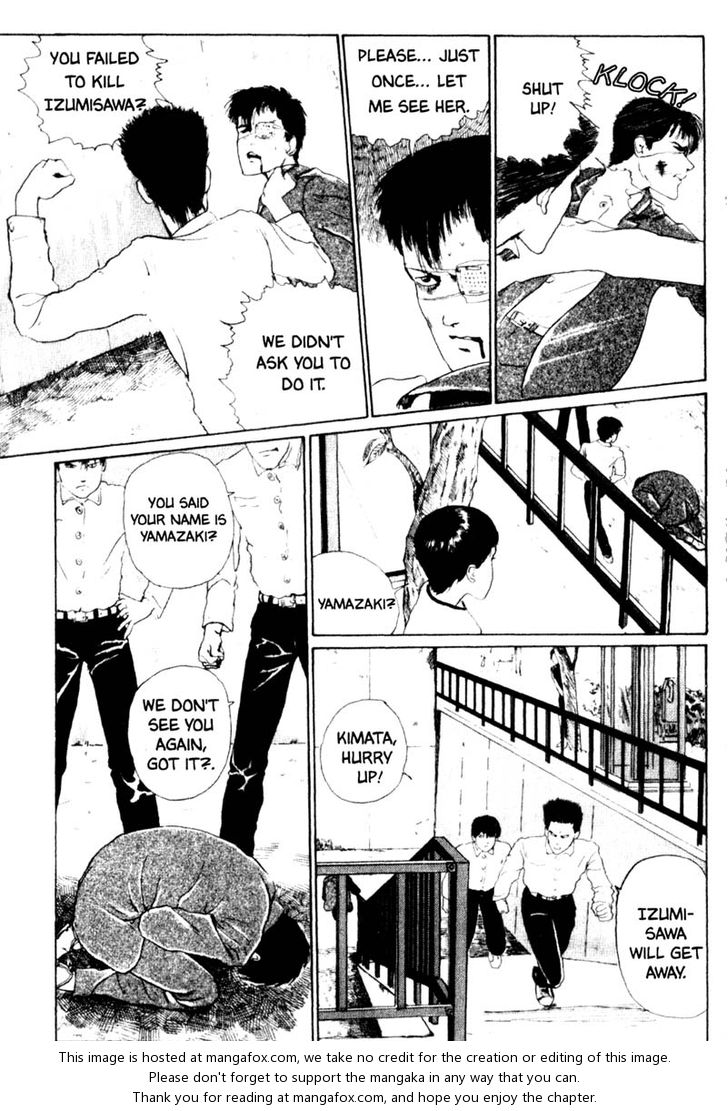 YOU FAILED
TO KILL
IZUMISAWA?
WE DIDN'T
ASK YOU TO
DO IT.
PLEASE... JUST
ONCE... LET
ME SEE HER.
SHUT
UP!
KLOCK!
YOU SAID
YOUR NAME IS
YAMAZAKI?
WE DON'T
SEE YOU
AGAIN,
GOT IT?.
YAMAZAKI?
KIMATA,
HURRY
UP!
IZUMI-
SAWA
WILL GET
AWAY.
This image is hosted at mangafox.com, we take no credit for the creation or editing of this image.
Please don't forget to support the mangaka in any way that you can.
Thank you for reading at mangafox.com, and hope you enjoy the chapter.